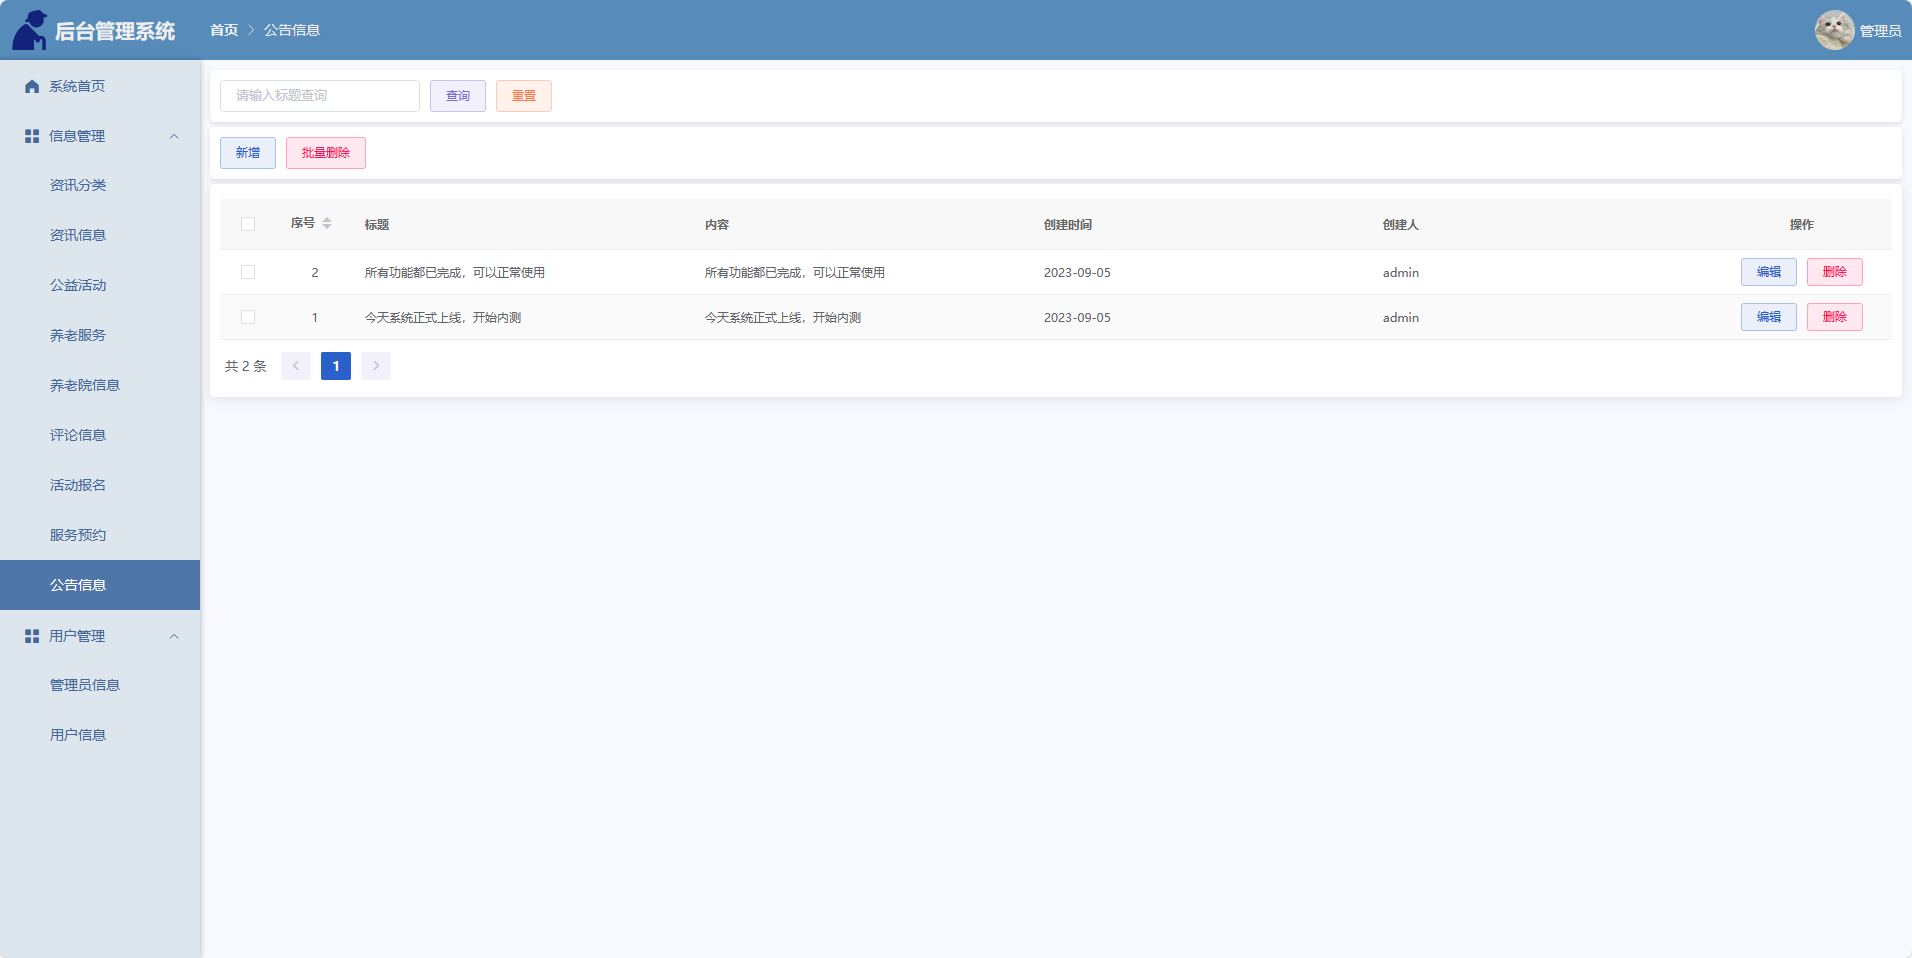 后台管理系统
首页 公告信息
管理员
系统首页
信息管理
资讯分类
资讯信息
公益活动
养老服务
养老院信息
评论信息
活动报名
服务预约
公告信息
用户管理
管理员信息
用户信息
请输入标题查询 查询 重置
新增 批量删除
序号 标题 内容 创建时间 创建人 操作
2 所有功能都已完成，可以正常使用 所有功能都已完成，可以正常使用 2023-09-05 admin 编辑 删除
1 今天系统正式上线，开始内测 今天系统正式上线，开始内测 2023-09-05 admin 编辑 删除
共 2 条 1